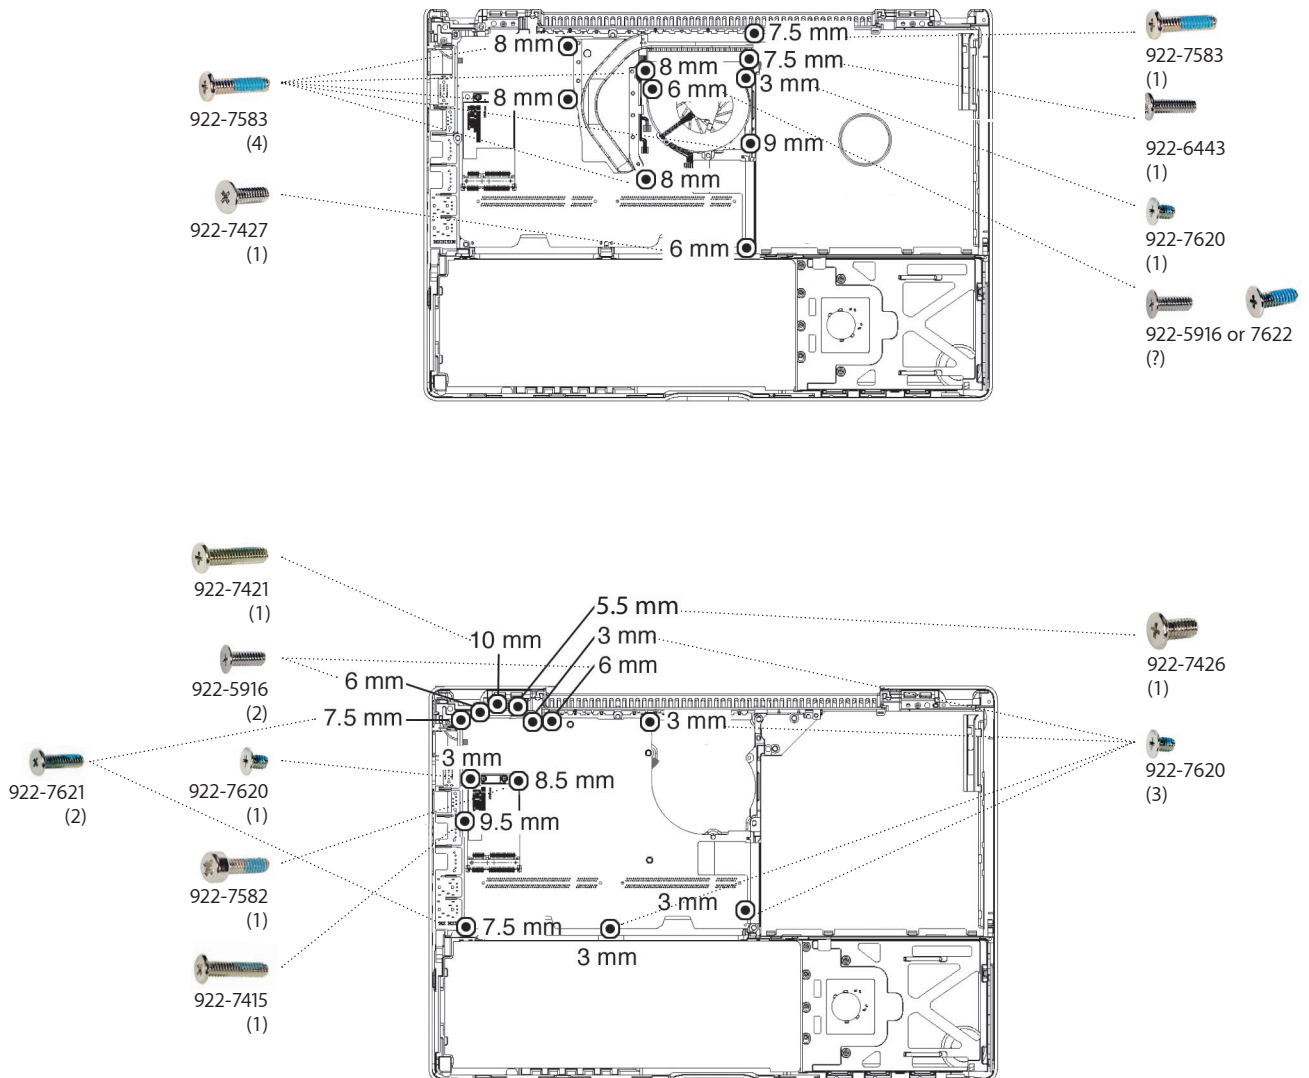 8 mm
7.5 mm
7.5 mm
8 mm
3 mm
6 mm
8 mm
9 mm
8 mm
6 mm
922-7583
(4)
922-7427
(1)
922-7583
(1)
922-6443
(1)
922-7620
(1)
922-5916 or 7622
(?)
922-7421
(1)
5.5 mm
3 mm
10 mm
6 mm
922-5916
(2)
6 mm
7.5 mm
3 mm
3 mm
8.5 mm
9.5 mm
3 mm
7.5 mm
3 mm
922-7621
(2)
922-7620
(1)
922-7582
(1)
922-7415
(1)
922-7426
(1)
922-7620
(3)